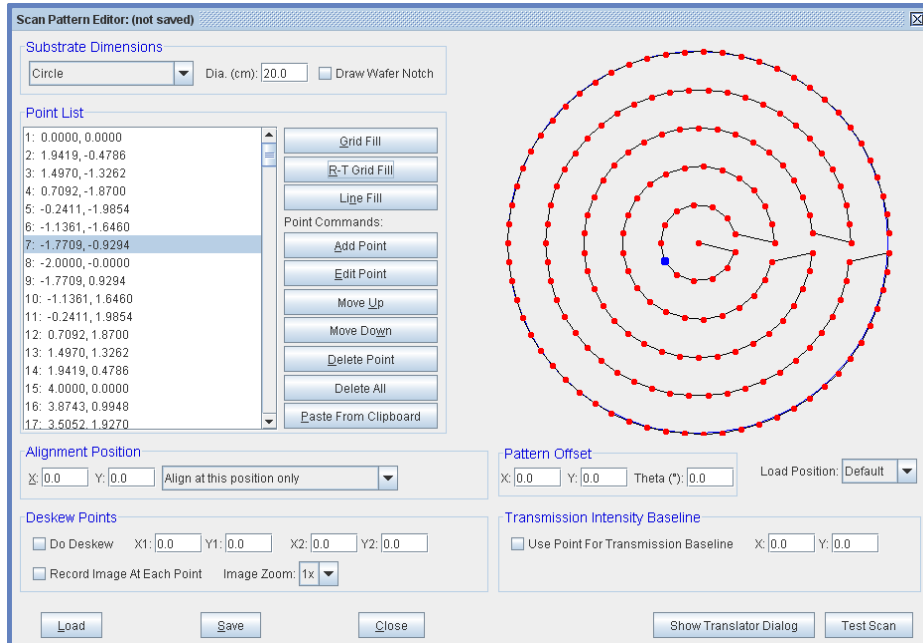 Scan Pattern Editor: (not saved)
Substrate Dimensions
Circle Dia. (cm): 20.0 Draw Wafer Notch
Point List
1: 0.0000, 0.0000
2: 1.9419, -0.4786
3: 1.4970, -1.3262
4: 0.7092, -1.8700
5: -0.2411, -1.9854
6: -1.1361, -1.6460
7: -1.7709, -0.9294
8: -2.0000, -0.0000
9: -1.7709, 0.9294
10: -1.1361, 1.6460
11: -0.2411, 1.9854
12: 0.7092, 1.8700
13: 1.4970, 1.3262
14: 1.9419, 0.4786
15: 4.0000, 0.0000
16: 3.8743, 0.9948
17: 3.5052, 1.9270
Grid Fill
R-T Grid Fill
Line Fill
Point Commands:
Add Point
Edit Point
Move Up
Move Down
Delete Point
Delete All
Paste From Clipboard
Alignment Position
X: 0.0 Y: 0.0 Align at this position only
Pattern Offset
X: 0.0 Y: 0.0 Theta (°): 0.0
Load Position: Default
Deskew Points
Do Deskew X1: 0.0 Y1: 0.0 X2: 0.0 Y2: 0.0
Record Image At Each Point Image Zoom: 1x
Transmission Intensity Baseline
Use Point For Transmission Baseline X: 0.0 Y: 0.0
Load Save Close Show Translator Dialog Test Scan